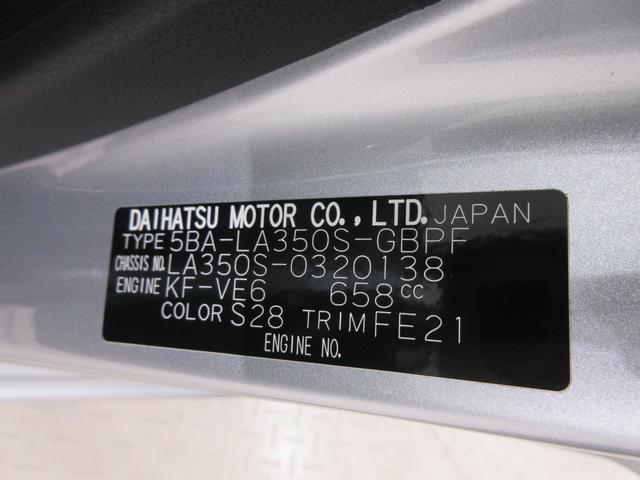 DAIHATSU MOTOR CO., LTD. JAPAN
TYPE 5BA-LA350S-GBPF
CHASSIS NO. LA350S-0320138
ENGINE KF-VE6 658cc
COLOR S28 TRIM FE21
ENGINE NO.